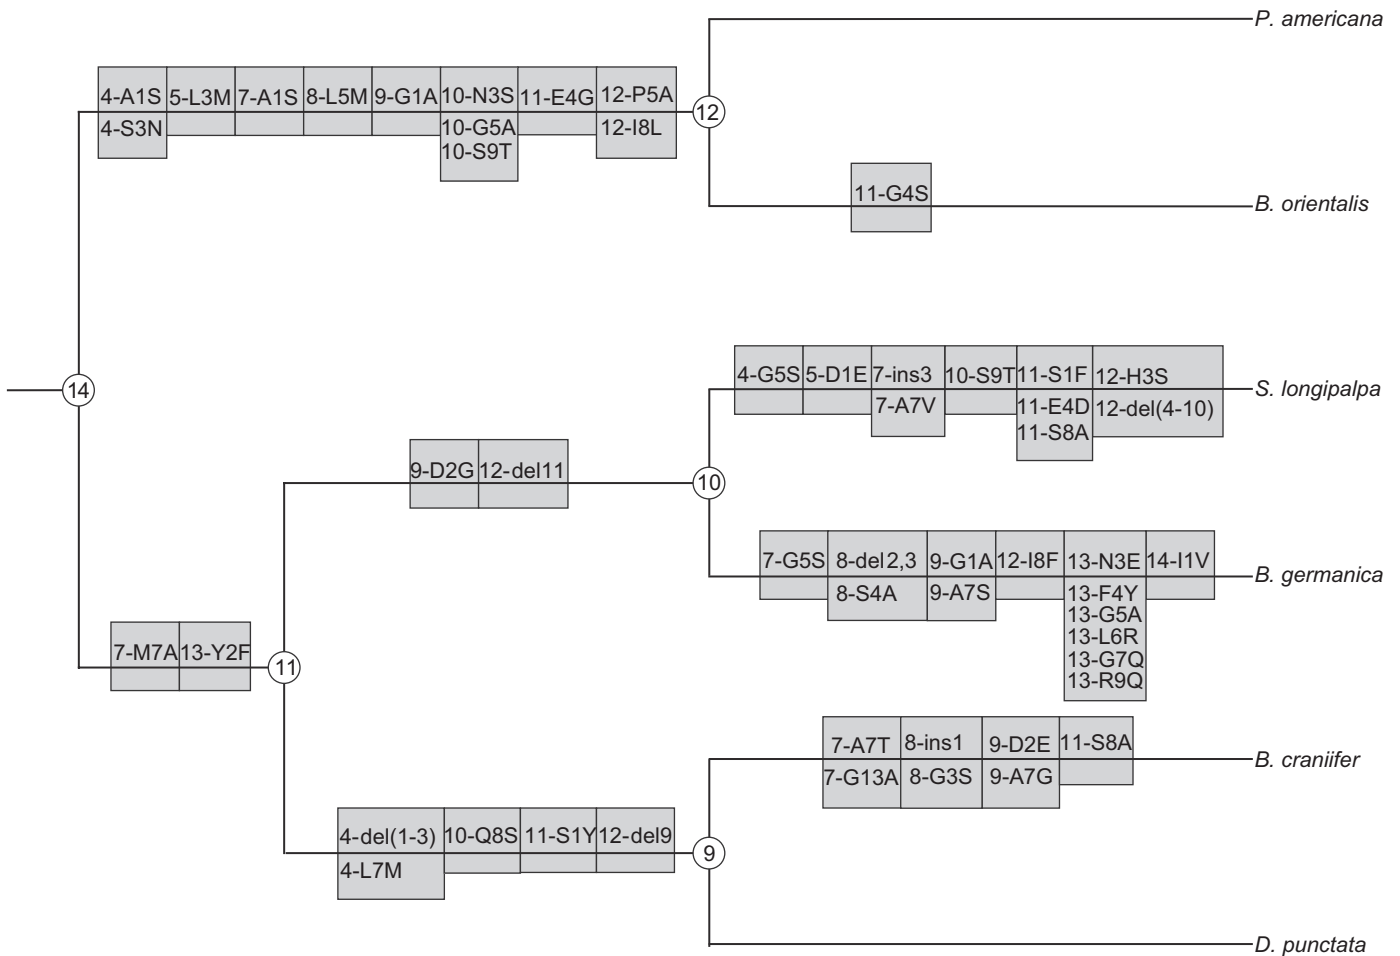 P. americana
4-A1S 5-L3M 7-A1S 8-L5M 9-G1A 10-N3S 11-E4G 12-P5A
4-S3N 10-G5A 12-I8L
10-S9T
12
11-G4S
B. orientalis
14
4-G5S 5-D1E 7-ins3 10-S9T 11-S1F 12-H3S
S. longipalpa
7-A7V 11-E4D 12-del(4-10)
11-S8A
9-D2G 12-del11
10
7-G5S 8-del2,3 9-G1A 12-I8F 13-N3E 14-I1V
B. germanica
8-S4A 9-A7S 13-F4Y
13-G5A
13-L6R
13-G7Q
13-R9Q
7-M7A 13-Y2F
11
7-A7T 8-ins1 9-D2E 11-S8A
B. craniifer
7-G13A 8-G3S 9-A7G
4-del(1-3) 10-Q8S 11-S1Y 12-del9
4-L7M
9
D. punctata